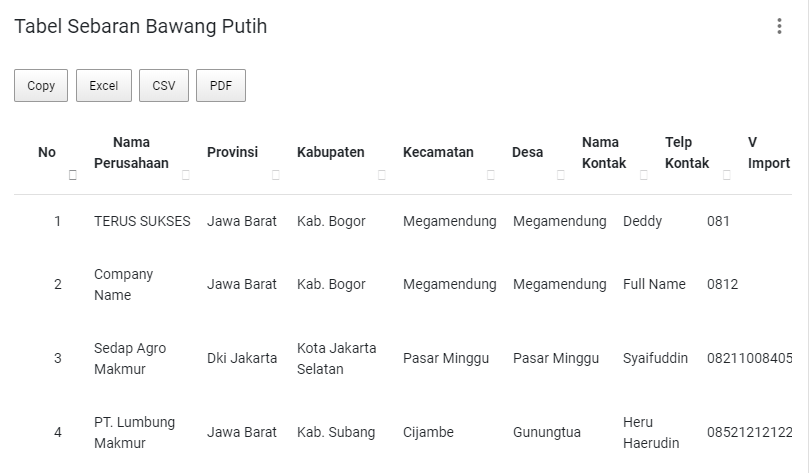 Tabel Sebaran Bawang Putih
Copy Excel CSV PDF
No Nama Perusahaan Provinsi Kabupaten Kecamatan Desa Nama Kontak Telp Kontak V Import
1 TERUS SUKSES Jawa Barat Kab. Bogor Megamendung Megamendung Deddy 081
2 Company Name Jawa Barat Kab. Bogor Megamendung Megamendung Full Name 0812
3 Sedap Agro Makmur Dki Jakarta Kota Jakarta Selatan Pasar Minggu Pasar Minggu Syaifuddin 08211008405
4 PT. Lumbung Makmur Jawa Barat Kab. Subang Cijambe Gunungtua Heru Haerudin 08521212122